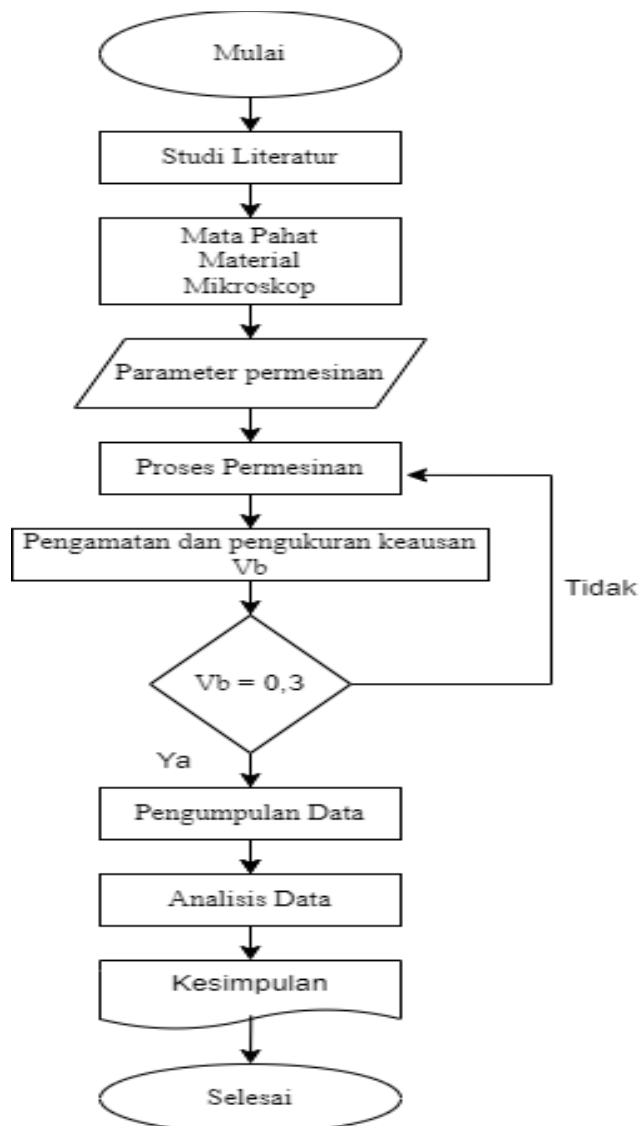 Mulai
Studi Literatur
Mata Pahat
Material
Mikroskop
Parameter permesinan
Proses Permesinan
Pengamatan dan pengukuran keausan
Vb
Tidak
Vb = 0,3
Ya
Pengumpulan Data
Analisis Data
Kesimpulan
Selesai